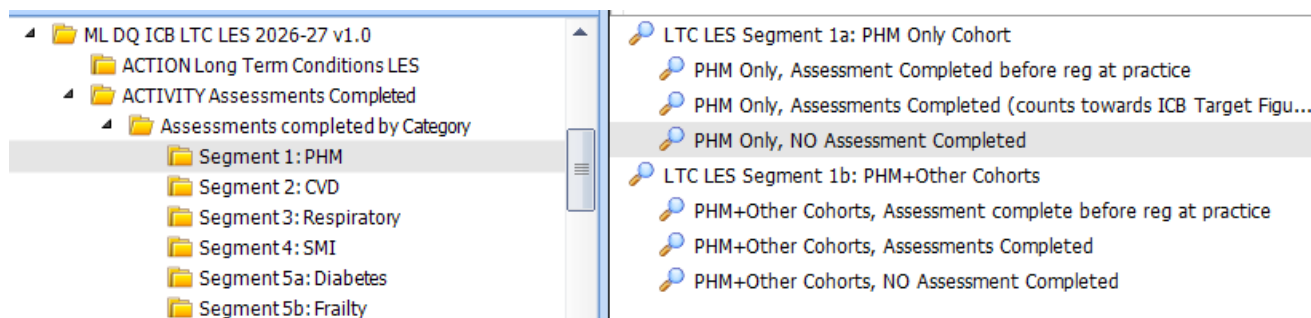 ML DQ ICB LTC LES 2026-27 v1.0
ACTION Long Term Conditions LES
ACTIVITY Assessments Completed
Assessments completed by Category
Segment 1: PHM
Segment 2: CVD
Segment 3: Respiratory
Segment 4: SMI
Segment 5a: Diabetes
Segment 5b: Frailty
LTC LES Segment 1a: PHM Only Cohort
PHM Only, Assessment Completed before reg at practice
PHM Only, Assessments Completed (counts towards ICB Target Figu...
PHM Only, NO Assessment Completed
LTC LES Segment 1b: PHM+Other Cohorts
PHM+Other Cohorts, Assessment complete before reg at practice
PHM+Other Cohorts, Assessments Completed
PHM+Other Cohorts, NO Assessment Completed